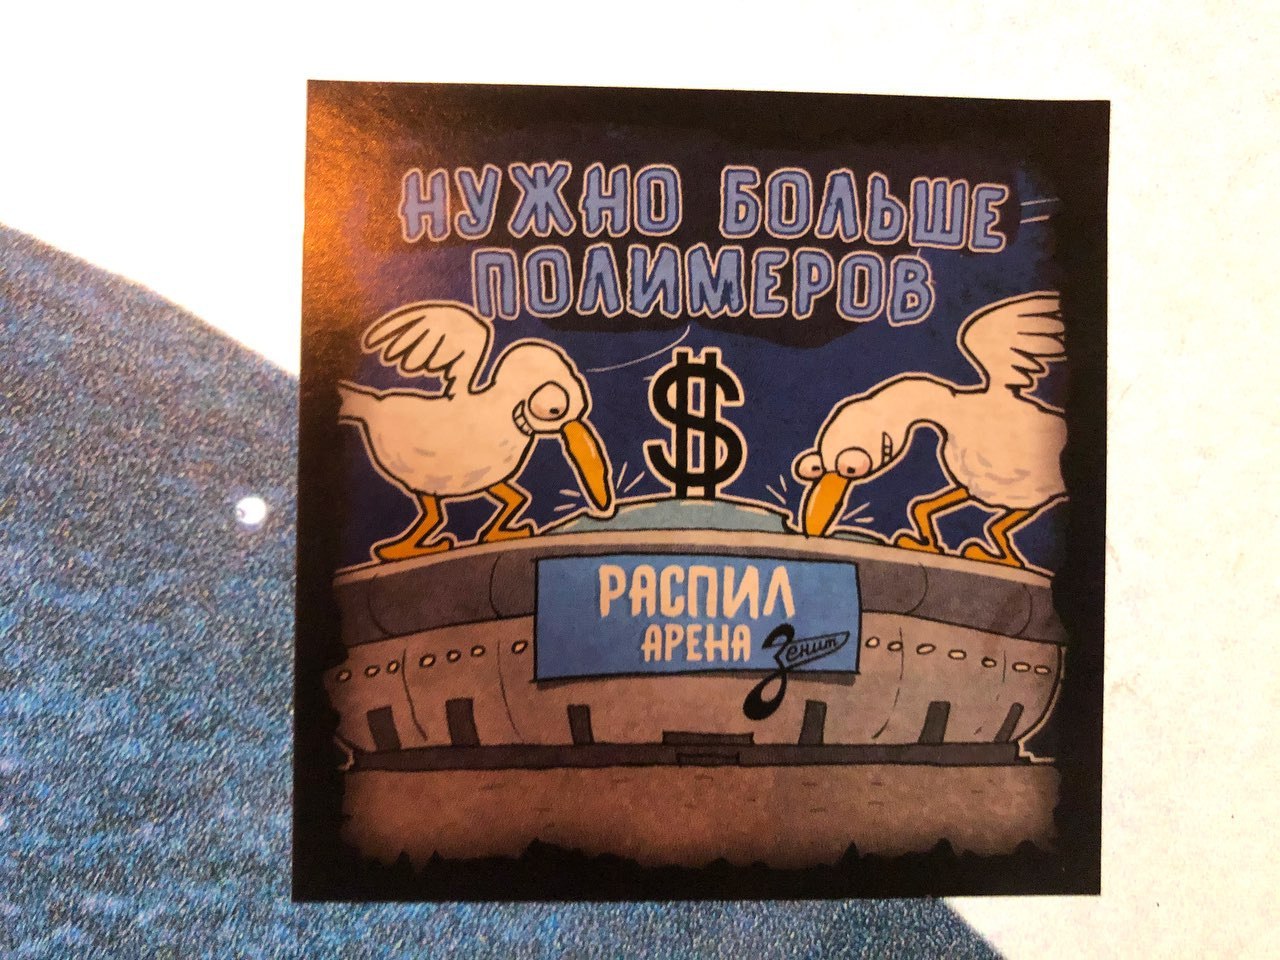 НУЖНО БОЛЬШЕ
ПОЛИМЕРОВ
$
РАСПИЛ
АРЕНА
Зенит